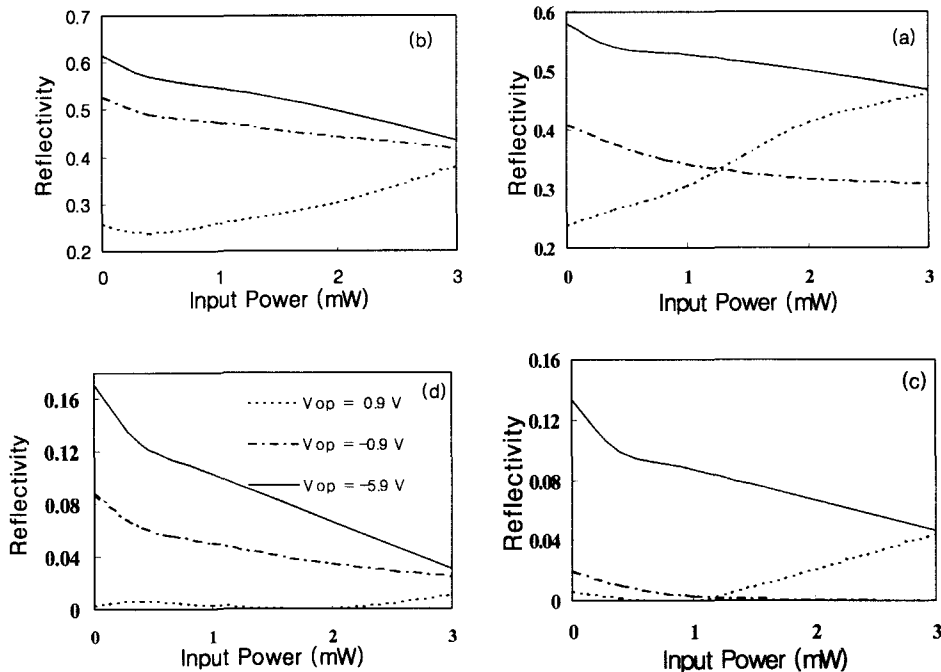 0.7
0.6
0.5
0.4
0.3
0.2
Reflectivity
(b)
0 1 2 3
Input Power (mW)
0.6
0.5
0.4
0.3
0.2
Reflectivity
(a)
0 1 2 3
Input Power (mW)
0.16
0.12
0.08
0.04
0
Reflectivity
(d)
Vop = 0.9 V
Vop = -0.9 V
Vop = -5.9 V
0 1 2 3
Input Power (mW)
0.16
0.12
0.08
0.04
0
Reflectivity
(c)
0 1 2 3
Input Power (mW)